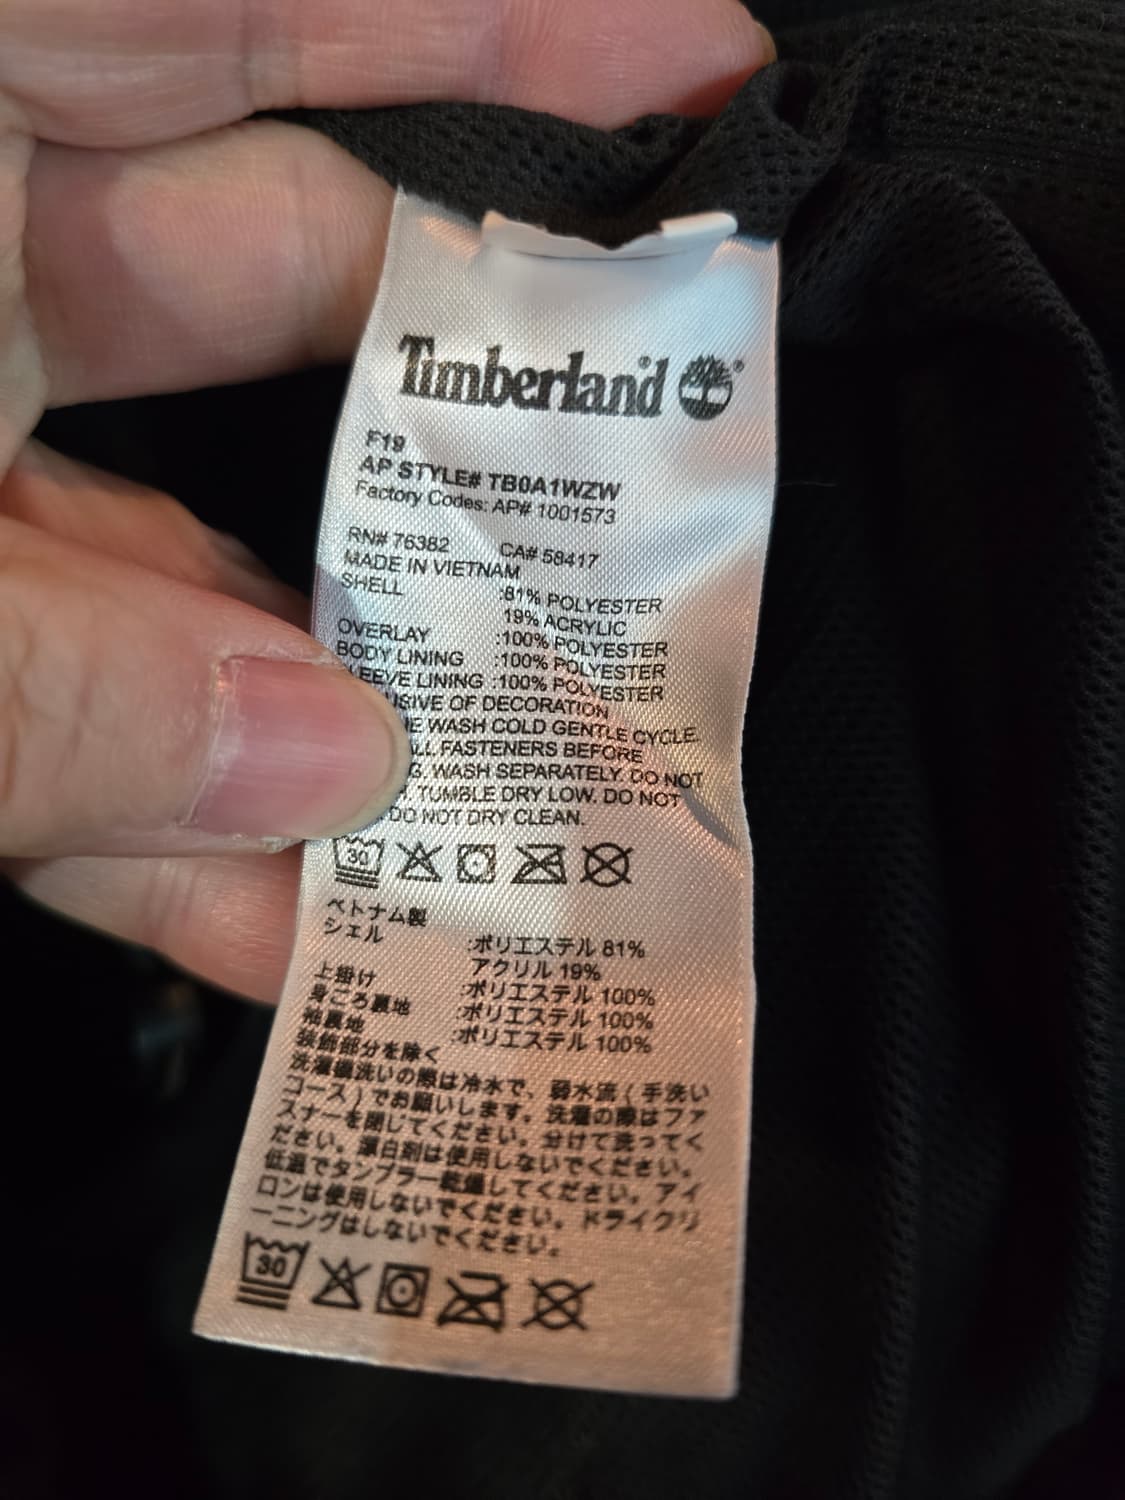 Timberland®
F19
AP STYLE# TB0A1WZW
Factory Codes: AP# 1001573
RN# 76382 CA# 58417
MADE IN VIETNAM
SHELL :81% POLYESTER
19% ACRYLIC
OVERLAY :100% POLYESTER
BODY LINING :100% POLYESTER
LEEVE LINING :100% POLYESTER
SIVE OF DECORATION
E WASH COLD GENTLE CYCLE.
LL FASTENERS BEFORE
G. WASH SEPARATELY. DO NOT
TUMBLE DRY LOW. DO NOT
DO NOT DRY CLEAN.
30
ベトナム製
シェル :ポリエステル 81%
アクリル 19%
上掛け :ポリエステル 100%
身ごろ裏地 :ポリエステル 100%
袖裏地 :ポリエステル 100%
装飾部分を除く
洗濯機洗いの際は冷水で、弱水流(手洗い
コース)でお願いします。洗濯の際はファ
スナーを閉じてください。分けて洗ってく
ださい。漂白剤は使用しないでください。
低温でタンブラー乾燥してください。アイ
ロンは使用しないでください。ドライクリ
ーニングはしないでください。
30